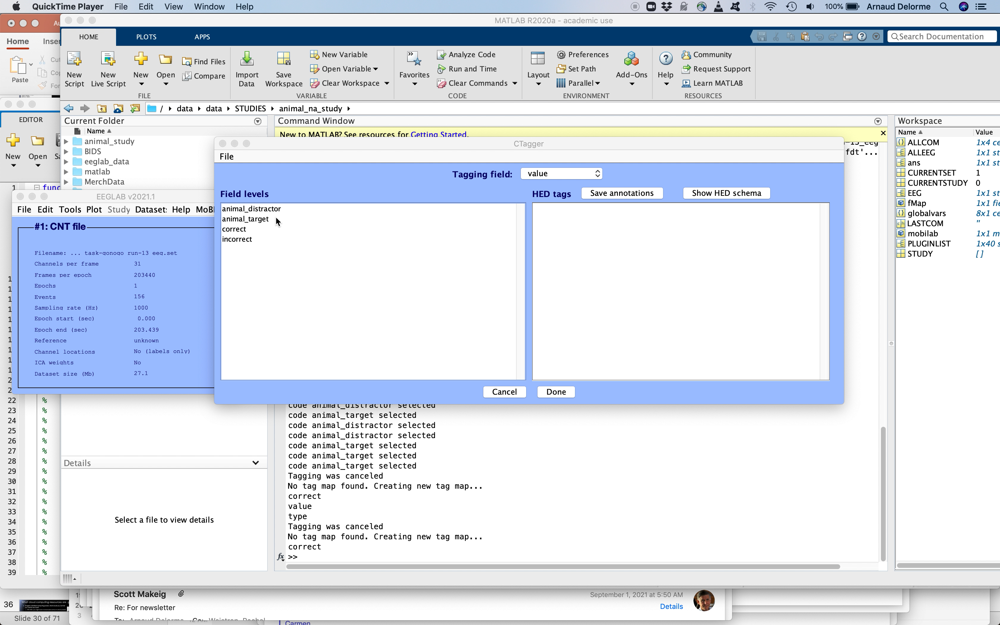 QuickTime Player File Edit View Window Help 100% Arnaud Delorme
MATLAB R2020a - academic use
HOME PLOTS APPS Search Documentation
Home
Paste
New Script
New Live Script
New
Open
Find Files
Compare
FILE
Import Data
Save Workspace
New Variable
Open Variable
Clear Workspace
VARIABLE
Favorites
Analyze Code
Run and Time
Clear Commands
CODE
Layout
Preferences
Set Path
Parallel
Add-Ons
ENVIRONMENT
Help
Community
Request Support
Learn MATLAB
RESOURCES
/ data data STUDIES animal_na_study
EDITOR
New
Open
Current Folder
Name
animal_study
BIDS
eeglab_data
matlab
MerchData
Command Window
New to MATLAB? See resources for Getting Started.
fdt'...
Workspace
Name Value
ALLCOM 1x4 ce
ALLEEG 1x1 st
ans 1x1 st
CURRENTSET 1
CURRENTSTUDY 0
EEG 1x1 st
fMap 1x1 fie
globalvars 8x1 ce
LASTCOM ''
mobilab 1x1 m
PLUGINLIST 1x40 s
STUDY []
CTagger
File
Tagging field: value
Field levels
HED tags Save annotations Show HED schema
animal_distractor
animal_target
correct
incorrect
Cancel Done
EEGLAB v2021.1
File Edit Tools Plot Study Datasets Help MoBI
#1: CNT file
Filename: ... task-gonogo run-13 eeg.set
Channels per frame 31
Frames per epoch 203440
Epochs 1
Events 156
Sampling rate (Hz) 1000
Epoch start (sec) 0.000
Epoch end (sec) 203.439
Reference unknown
Channel locations No (labels only)
ICA weights No
Dataset size (Mb) 27.1
22 %
23 %
24 %
25 %
26 %
27 %
28 %
29 %
30 %
31 %
32 %
33 %
34 %
35 %
36 %
37 %
38 %
39 %
Details
Select a file to view details
code animal_distractor selected
code animal_target selected
code animal_distractor selected
code animal_distractor selected
code animal_target selected
code animal_target selected
code animal_target selected
Tagging was canceled
No tag map found. Creating new tag map...
correct
value
type
Tagging was canceled
No tag map found. Creating new tag map...
correct
fx >>
Scott Makeig September 1, 2021 at 5:50 AM
Re: For newsletter Details
36
Slide 30 of 71
Carmen